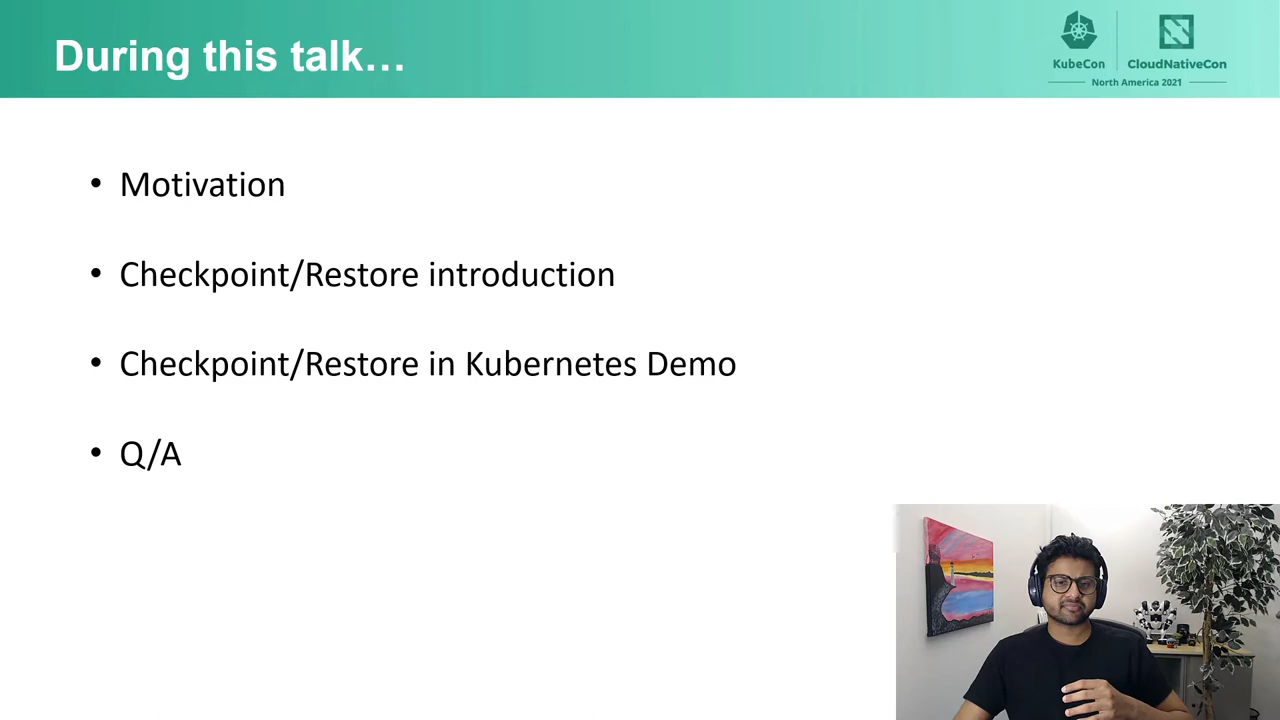 During this talk…
KubeCon
CloudNativeCon
North America 2021
• Motivation
• Checkpoint/Restore introduction
• Checkpoint/Restore in Kubernetes Demo
• Q/A